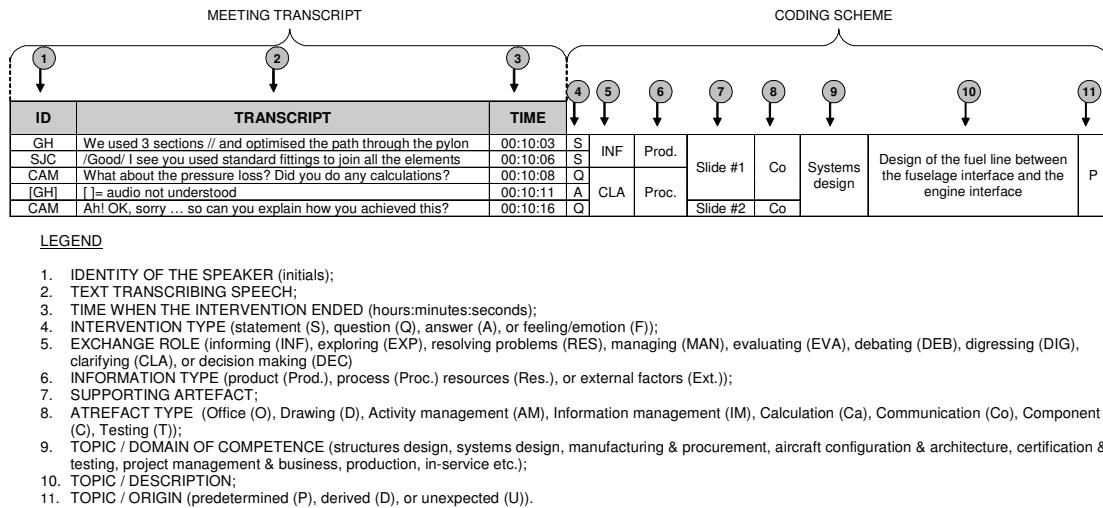 MEETING TRANSCRIPT CODING SCHEME
1 2 3 4 5 6 7 8 9 10 11
ID TRANSCRIPT TIME
GH We used 3 sections // and optimised the path through the pylon 00:10:03 S INF Prod. Slide #1 Co Systems design Design of the fuel line between the fuselage interface and the engine interface P
SJC /Good/ I see you used standard fittings to join all the elements 00:10:06 S
CAM What about the pressure loss? Did you do any calculations? 00:10:08 Q CLA Proc.
[GH] [ ]= audio not understood 00:10:11 A
CAM Ah! OK, sorry ... so can you explain how you achieved this? 00:10:16 Q Slide #2 Co
LEGEND
1. IDENTITY OF THE SPEAKER (initials);
2. TEXT TRANSCRIBING SPEECH;
3. TIME WHEN THE INTERVENTION ENDED (hours:minutes:seconds);
4. INTERVENTION TYPE (statement (S), question (Q), answer (A), or feeling/emotion (F));
5. EXCHANGE ROLE (informing (INF), exploring (EXP), resolving problems (RES), managing (MAN), evaluating (EVA), debating (DEB), digressing (DIG),
clarifying (CLA), or decision making (DEC)
6. INFORMATION TYPE (product (Prod.), process (Proc.) resources (Res.), or external factors (Ext.));
7. SUPPORTING ARTEFACT;
8. ATREFACT TYPE (Office (O), Drawing (D), Activity management (AM), Information management (IM), Calculation (Ca), Communication (Co), Component
(C), Testing (T));
9. TOPIC / DOMAIN OF COMPETENCE (structures design, systems design, manufacturing & procurement, aircraft configuration & architecture, certification &
testing, project management & business, production, in-service etc.);
10. TOPIC / DESCRIPTION;
11. TOPIC / ORIGIN (predetermined (P), derived (D), or unexpected (U)).